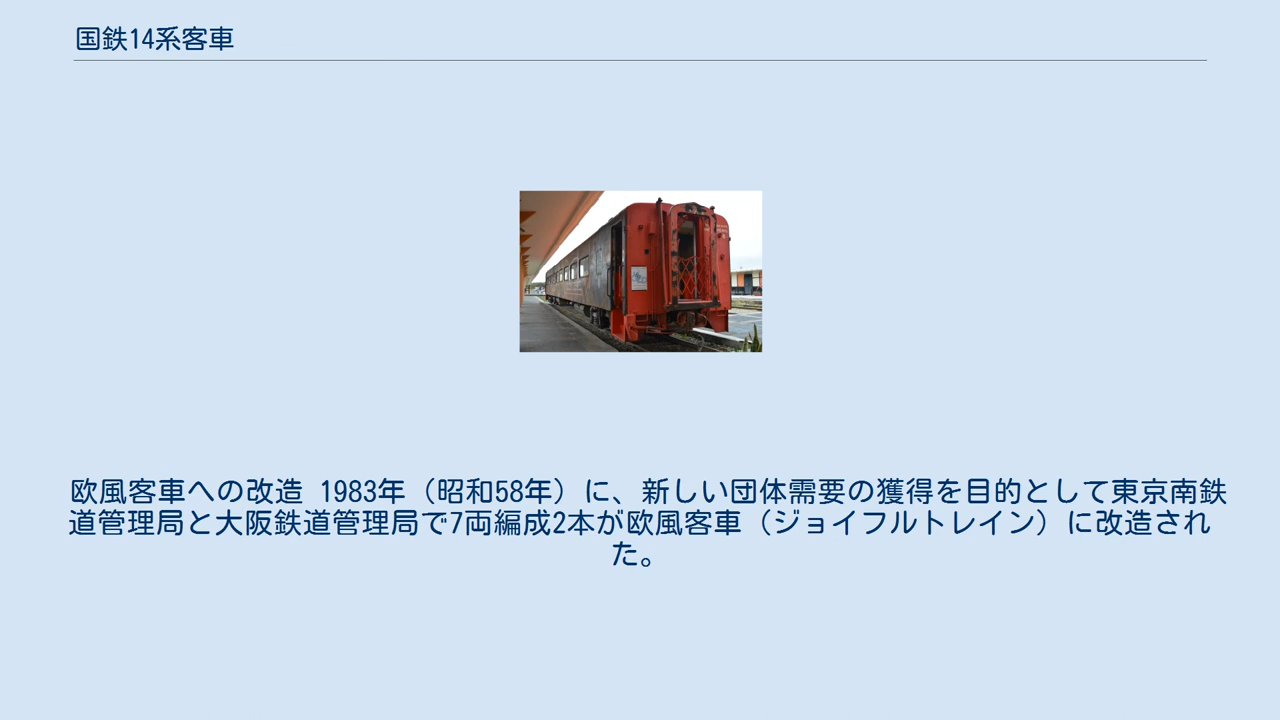 国鉄14系客車
欧風客車への改造 1983年（昭和58年）に、新しい団体需要の獲得を目的として東京南鉄
道管理局と大阪鉄道管理局で7両編成2本が欧風客車（ジョイフルトレイン）に改造され
た。